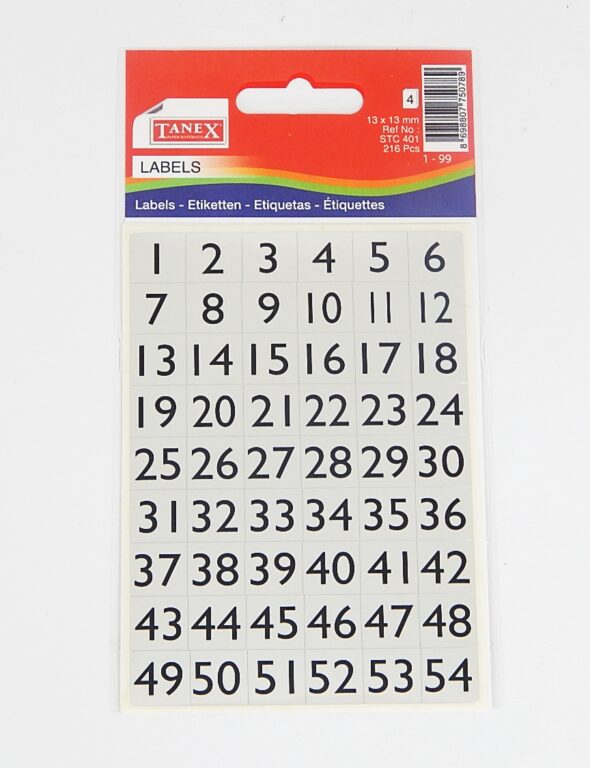 4
13 x 13 mm
Ref No :
STC 401
216 Pcs
1 - 99
8 698807 750789
TANEX
LABELS
Labels - Etiketten - Etiquetas - Étiquettes
1 2 3 4 5 6
7 8 9 10 11 12
13 14 15 16 17 18
19 20 21 22 23 24
25 26 27 28 29 30
31 32 33 34 35 36
37 38 39 40 41 42
43 44 45 46 47 48
49 50 51 52 53 54